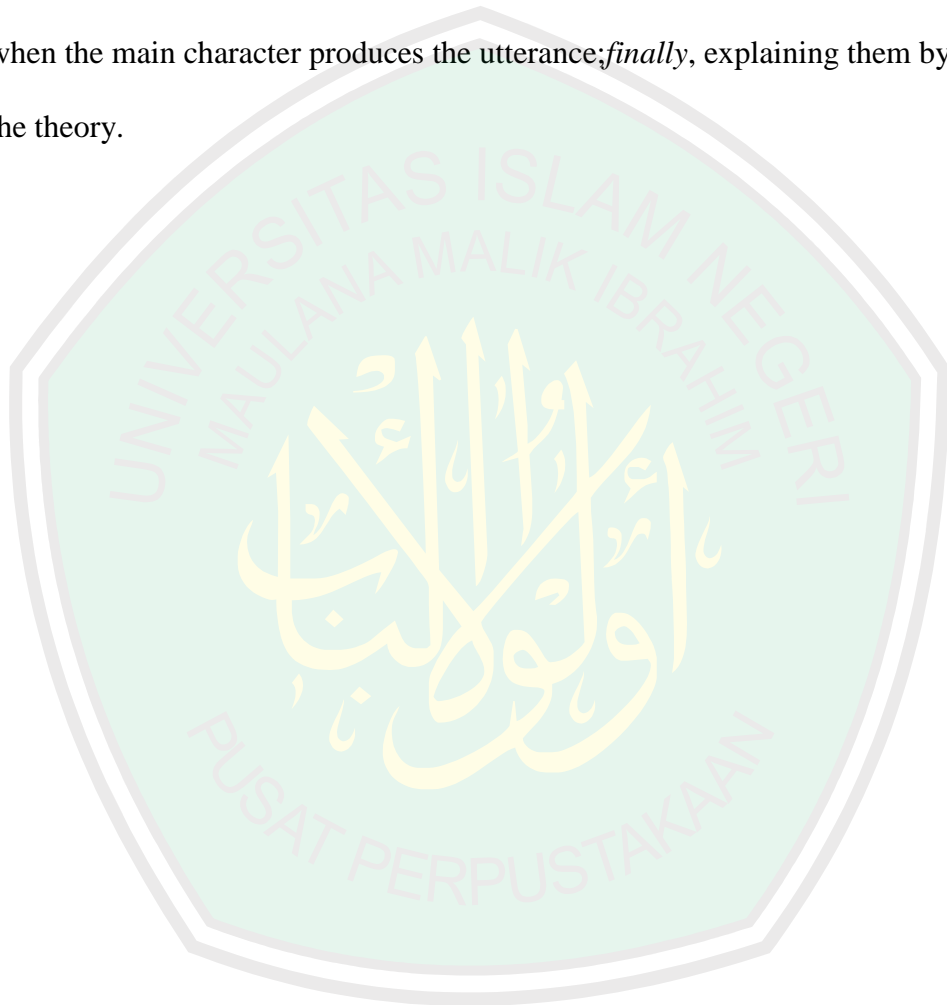 when the main character produces the utterance;finally, explaining them by
the theory.
UNIVERSITAS ISLAM NEGERI
MAULANA MALIK IBRAHIM
أولوا الألباب
PUSAT PERPUSTAKAAN